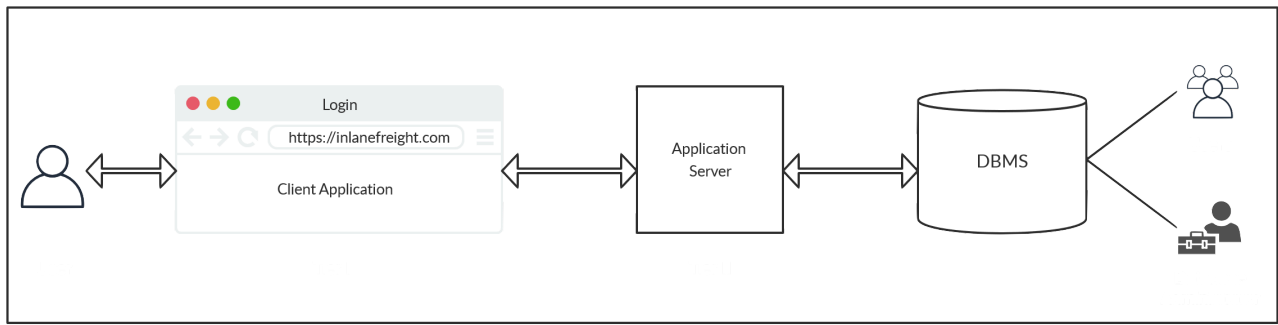 Login
https://inlanefreight.com
Client Application
Application
Server
DBMS